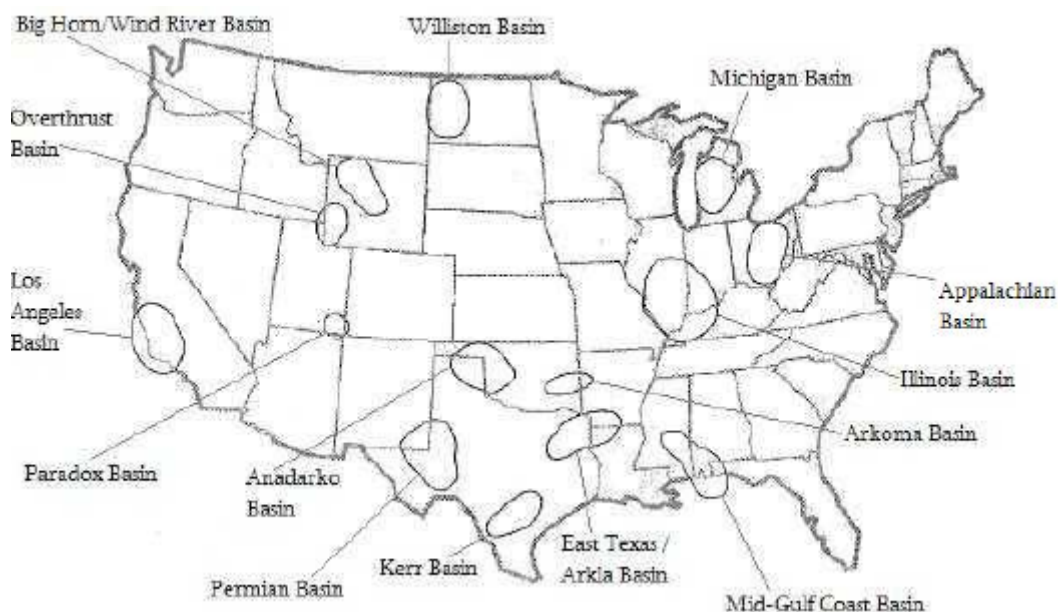 Big Horn/Wind River Basin
Williston Basin
Michigan Basin
Overthrust
Basin
Los
Angales
Basin
Appalachian
Basin
Illinois Basin
Arkoma Basin
Paradox Basin
Anadarko
Basin
East Texas /
Arkla Basin
Kerr Basin
Permian Basin
Mid-Gulf Coast Basin